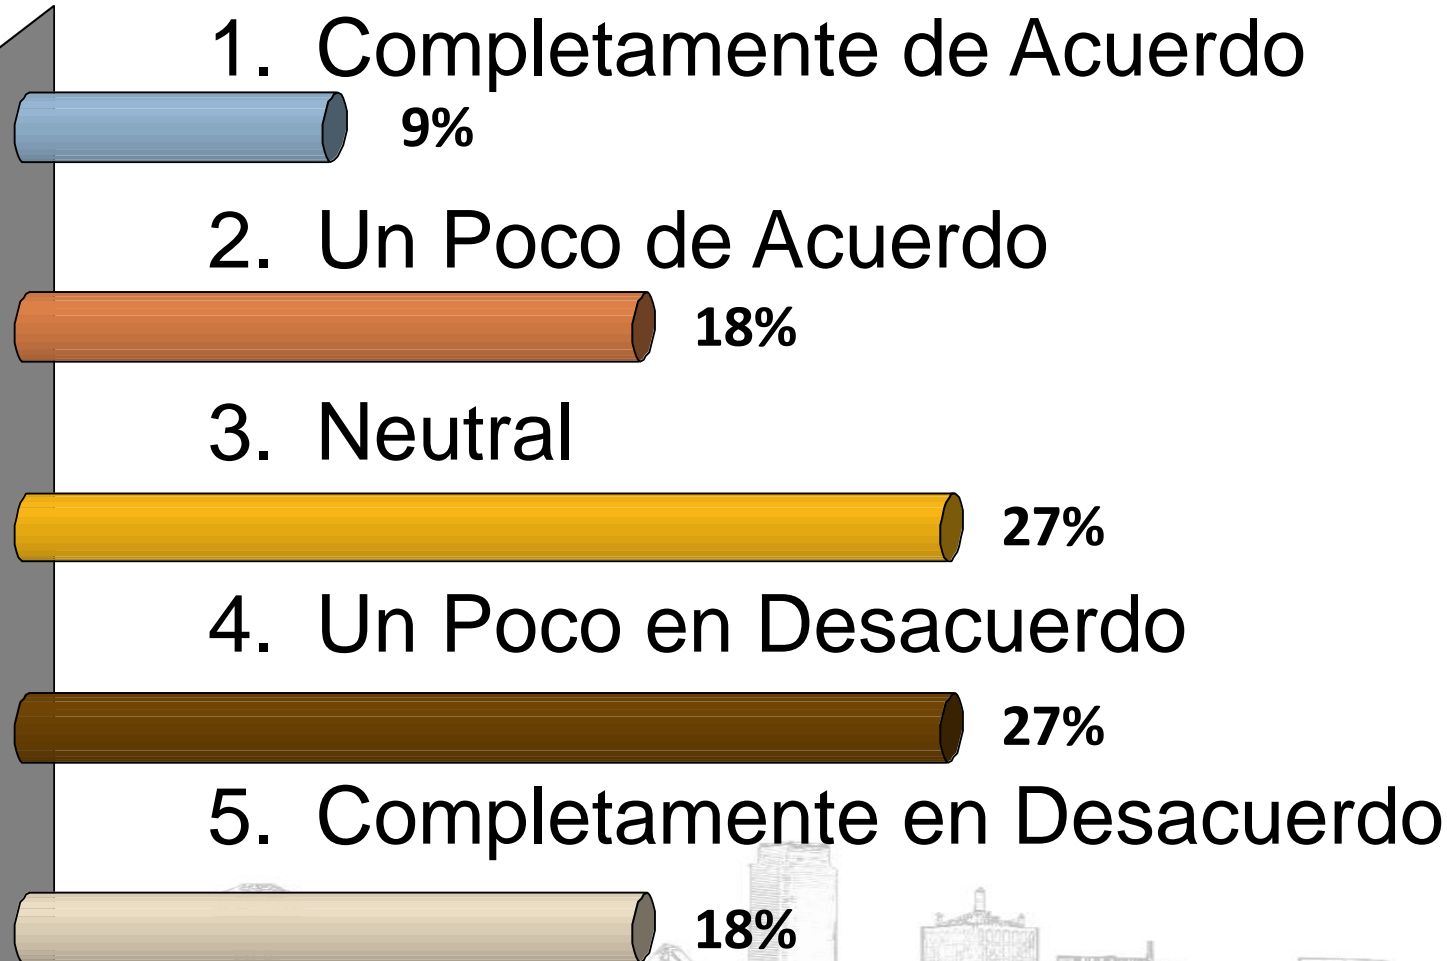 1. Completamente de Acuerdo
9%
2. Un Poco de Acuerdo
18%
3. Neutral
27%
4. Un Poco en Desacuerdo
27%
5. Completamente en Desacuerdo
18%